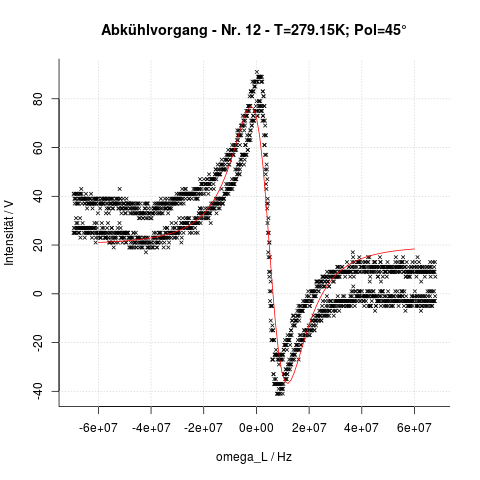 Abkühlvorgang - Nr. 12 - T=279.15K; Pol=45°
Intensität / V
80
60
40
20
0
-20
-40
-6e+07 -4e+07 -2e+07 0e+00 2e+07 4e+07 6e+07
omega_L / Hz